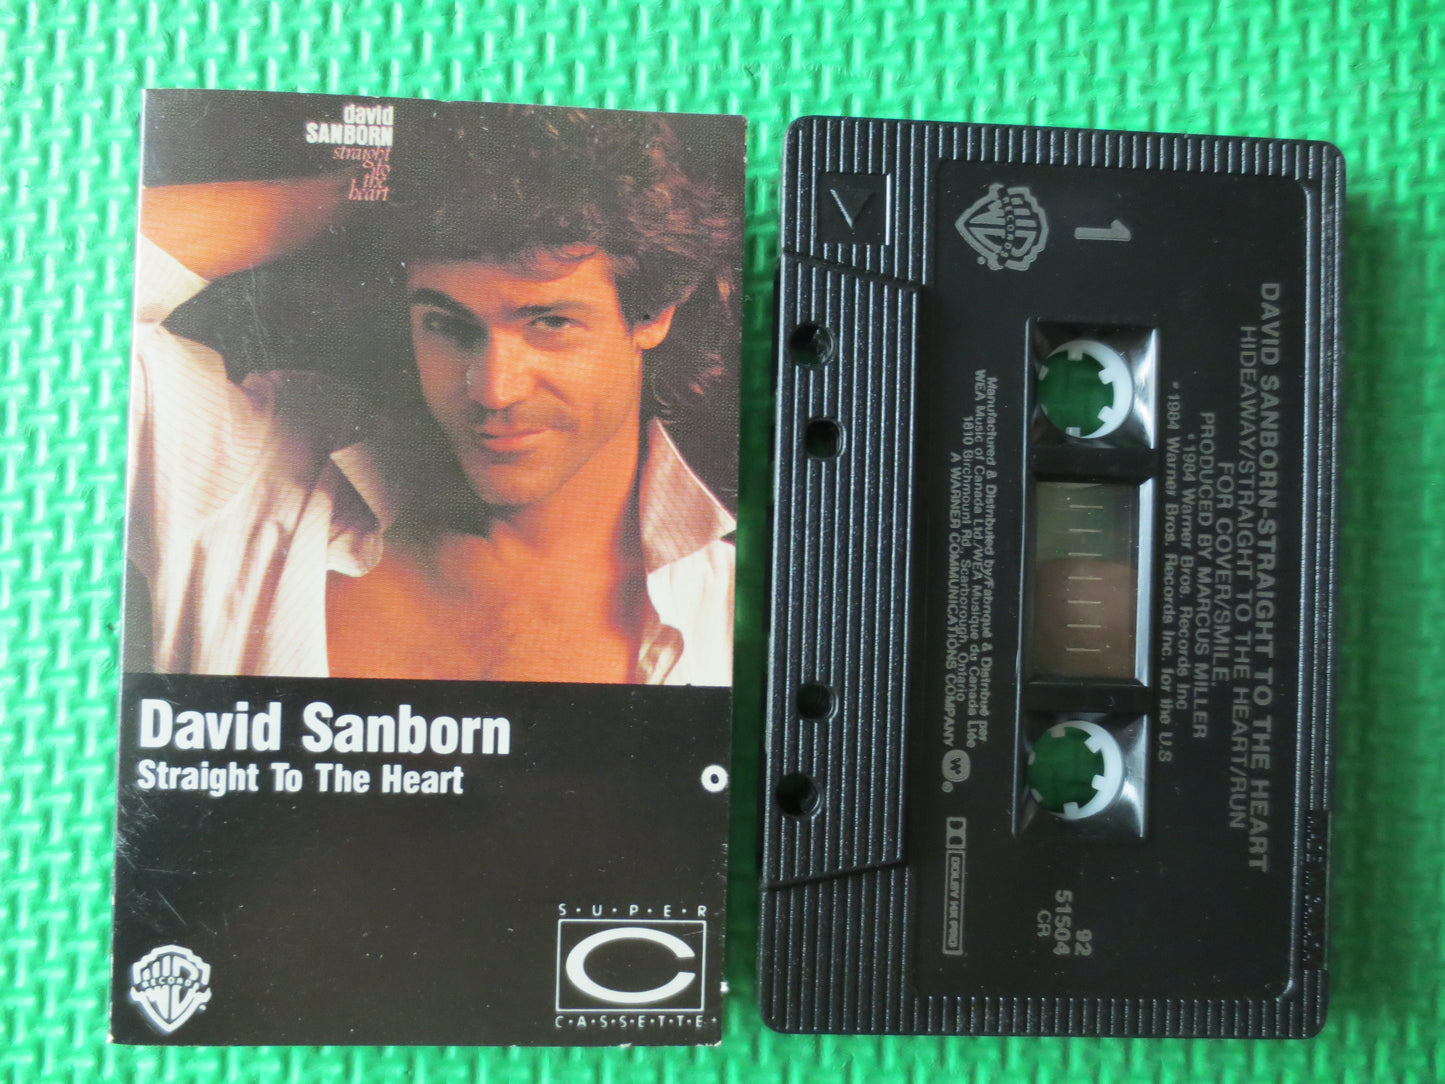 david
SANBORN
straight
to
the
heart
David Sanborn
Straight To The Heart
RECORDS
S·U·P·E·R
C
C·A·S·S·E·T·T·E
RECORDS
1
DAVID SANBORN-STRAIGHT TO THE HEART
HIDEAWAY/STRAIGHT TO THE HEART/RUN
FOR COVER/SMILE,
PRODUCED BY MARCUS MILLER
1984 Warner Bros. Records Inc.
1984 Warner Bros. Records Inc. for the U.S
Manufactured & Distributed by/Fabriqué & Distribué par
WEA Music of Canada Ltd/WEA Musique du Canada Ltée
1810 Birchmount Rd. Scarborough, Ontario
A WARNER COMMUNICATIONS COMPANY
DOLBY HX PRO
92
51504
CR